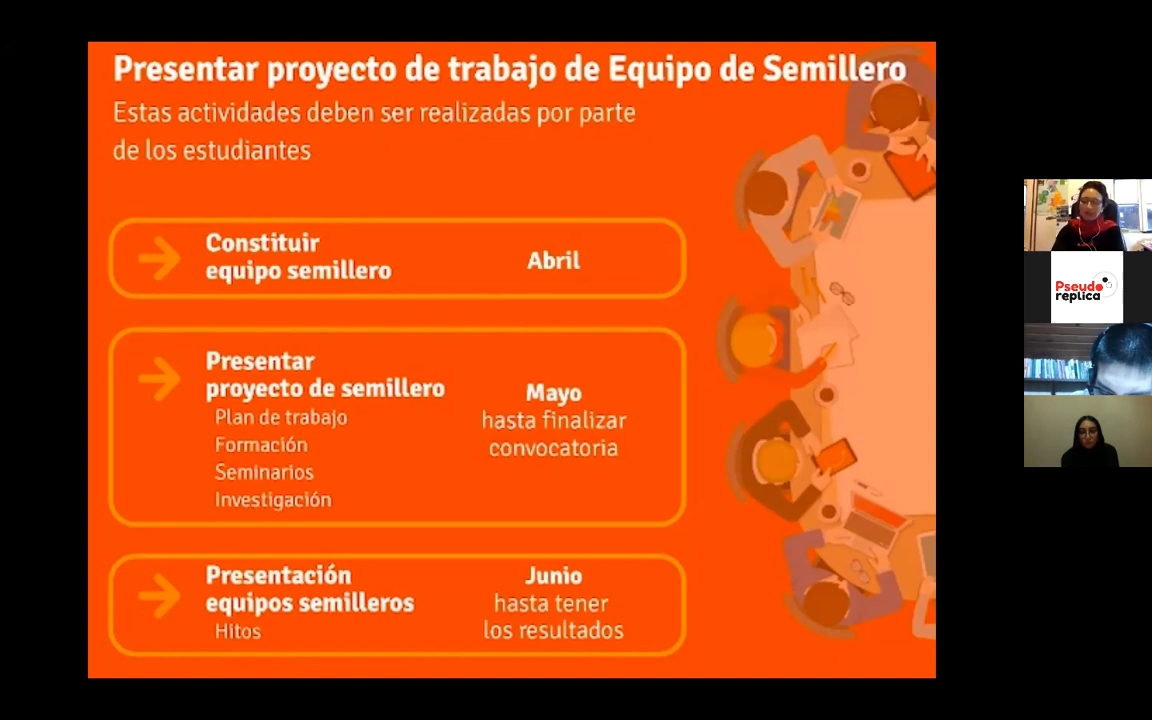 Presentar proyecto de trabajo de Equipo de Semillero
Estas actividades deben ser realizadas por parte
de los estudiantes
Constituir
equipo semillero
Abril
Presentar
proyecto de semillero
Plan de trabajo
Formación
Seminarios
Investigación
Mayo
hasta finalizar
convocatoria
Presentación
equipos semilleros
Hitos
Junio
hasta tener
los resultados
Pseudo
replica